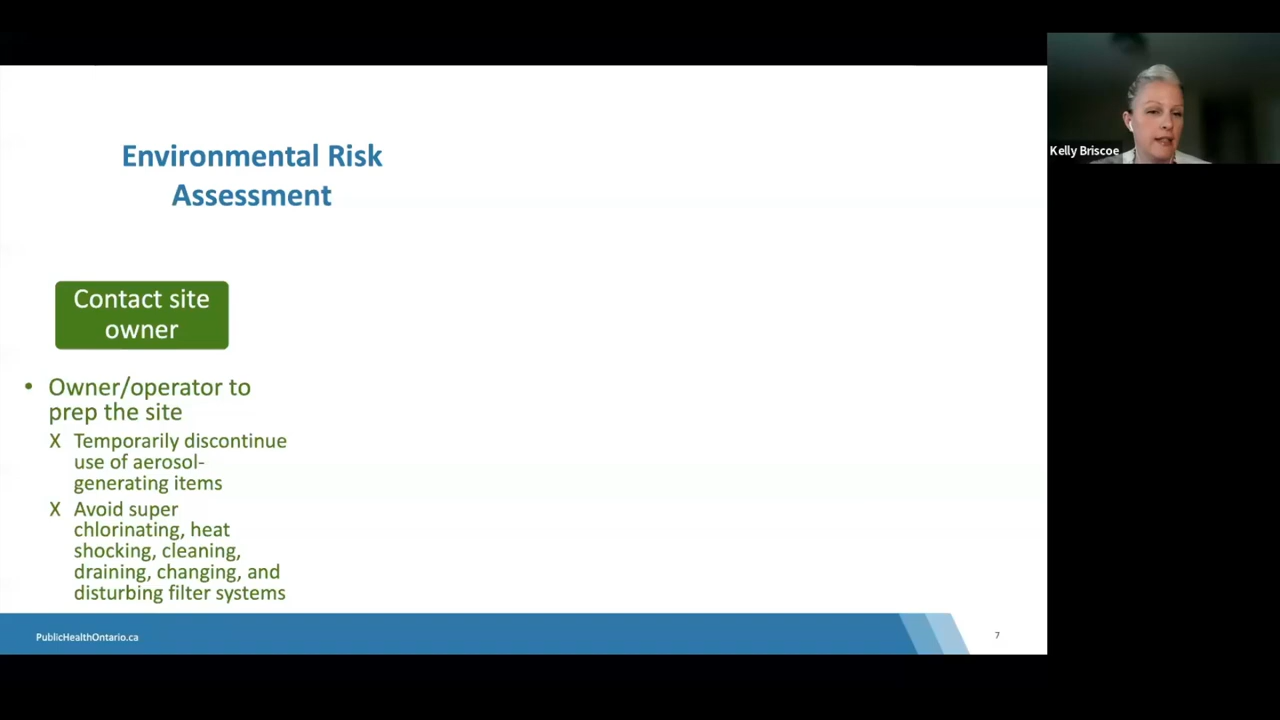 Environmental Risk
Assessment
Kelly Briscoe
Contact site
owner
• Owner/operator to
prep the site
X Temporarily discontinue
use of aerosol-
generating items
X Avoid super
chlorinating, heat
shocking, cleaning,
draining, changing, and
disturbing filter systems
PublicHealthOntario.ca
7